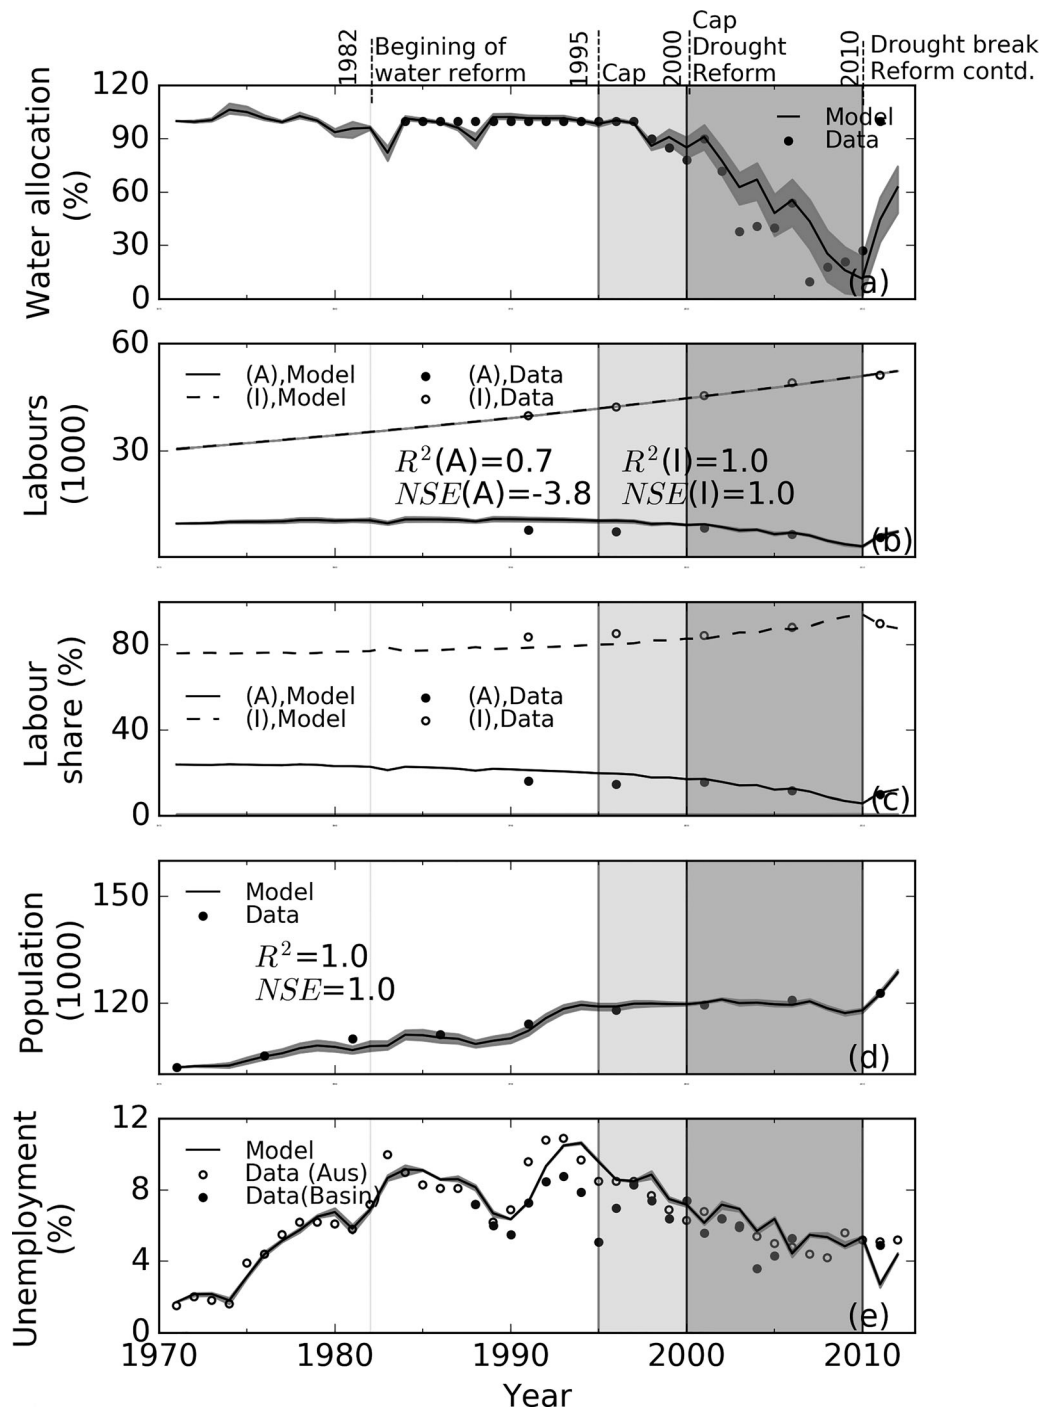 1982
Begining of
water reform
1995
Cap
2000
Cap
Drought
Reform
2010
Drought break
Reform contd.
Water allocation
(%)
120
90
60
30
0
Model
Data
(a)
Labours
(1000)
60
30
(A),Model
(I),Model
(A),Data
(I),Data
R²(A)=0.7
NSE(A)=-3.8
R²(I)=1.0
NSE(I)=1.0
(b)
Labour
share (%)
80
40
0
(A),Model
(I),Model
(A),Data
(I),Data
(c)
Population
(1000)
150
120
Model
Data
R²=1.0
NSE=1.0
(d)
Unemployment
(%)
12
8
4
0
Model
Data (Aus)
Data(Basin)
(e)
1970 1980 1990 2000 2010
Year